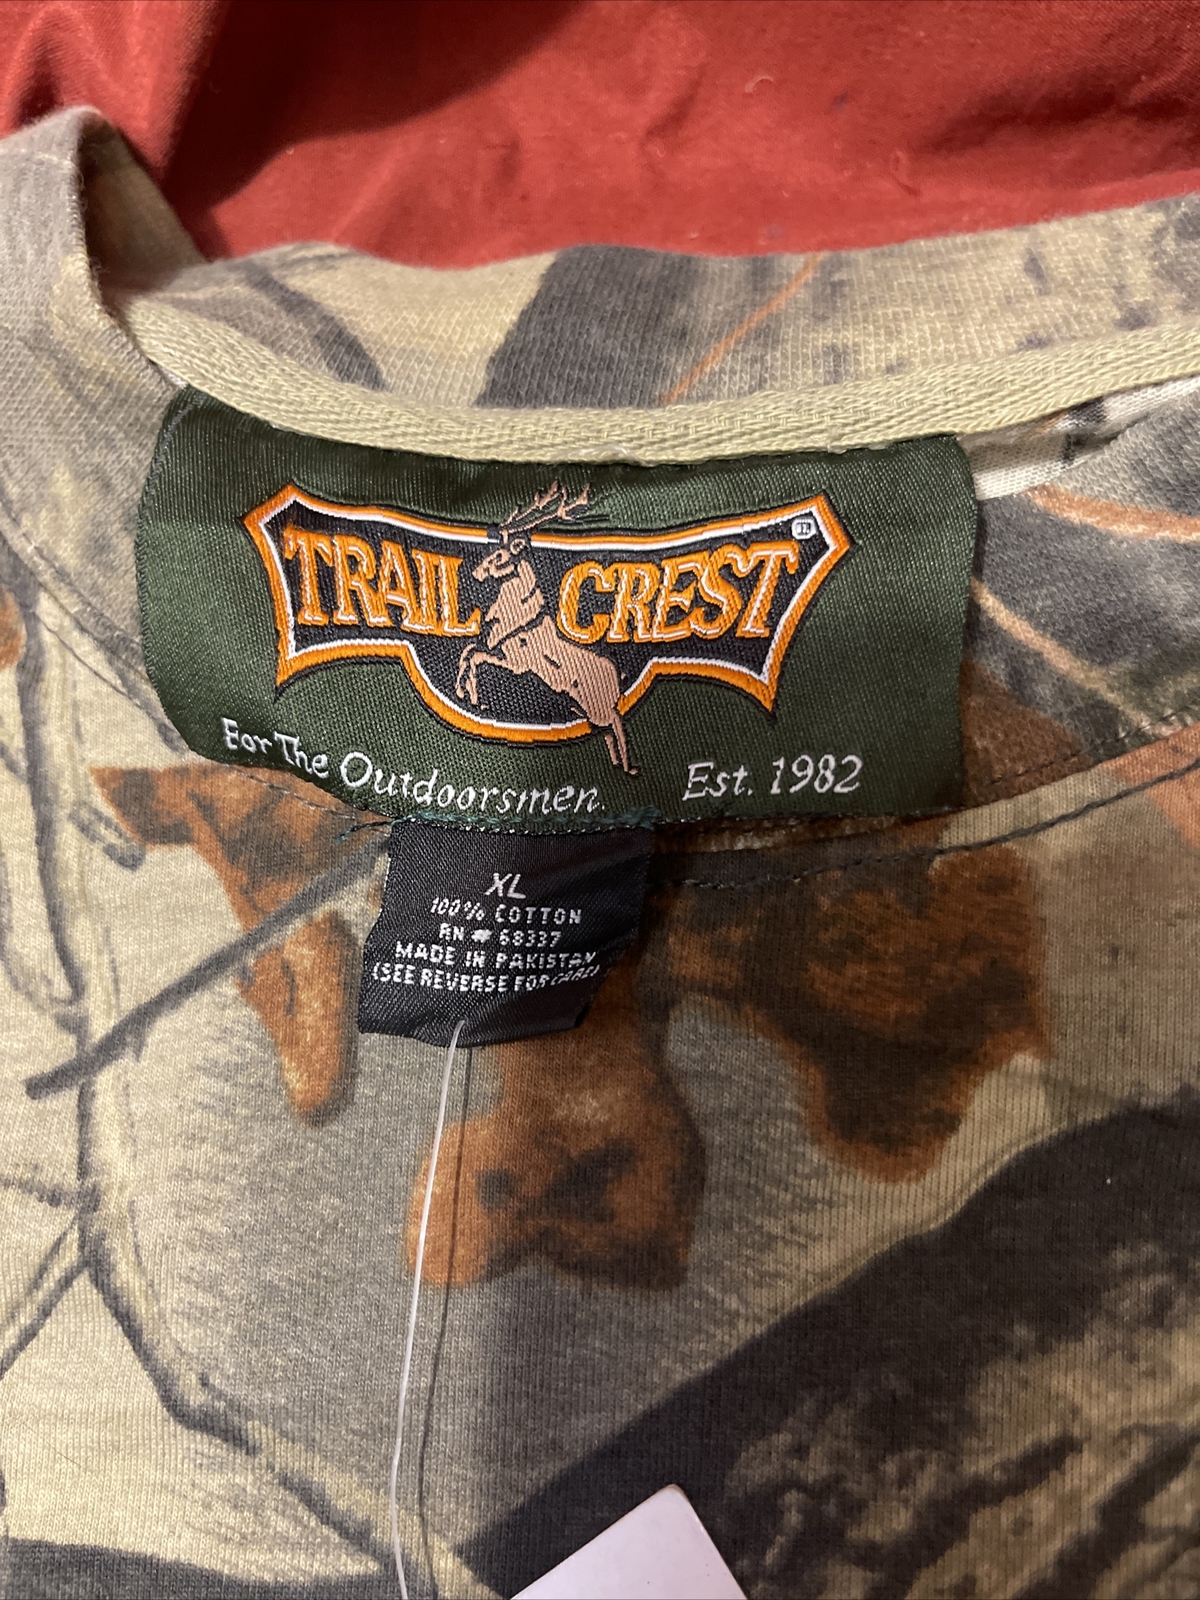 TRAIL CREST ®
For The Outdoorsmen.
Est. 1982
XL
100% COTTON
RN # 68337
MADE IN PAKISTAN
(SEE REVERSE FOR CARE)